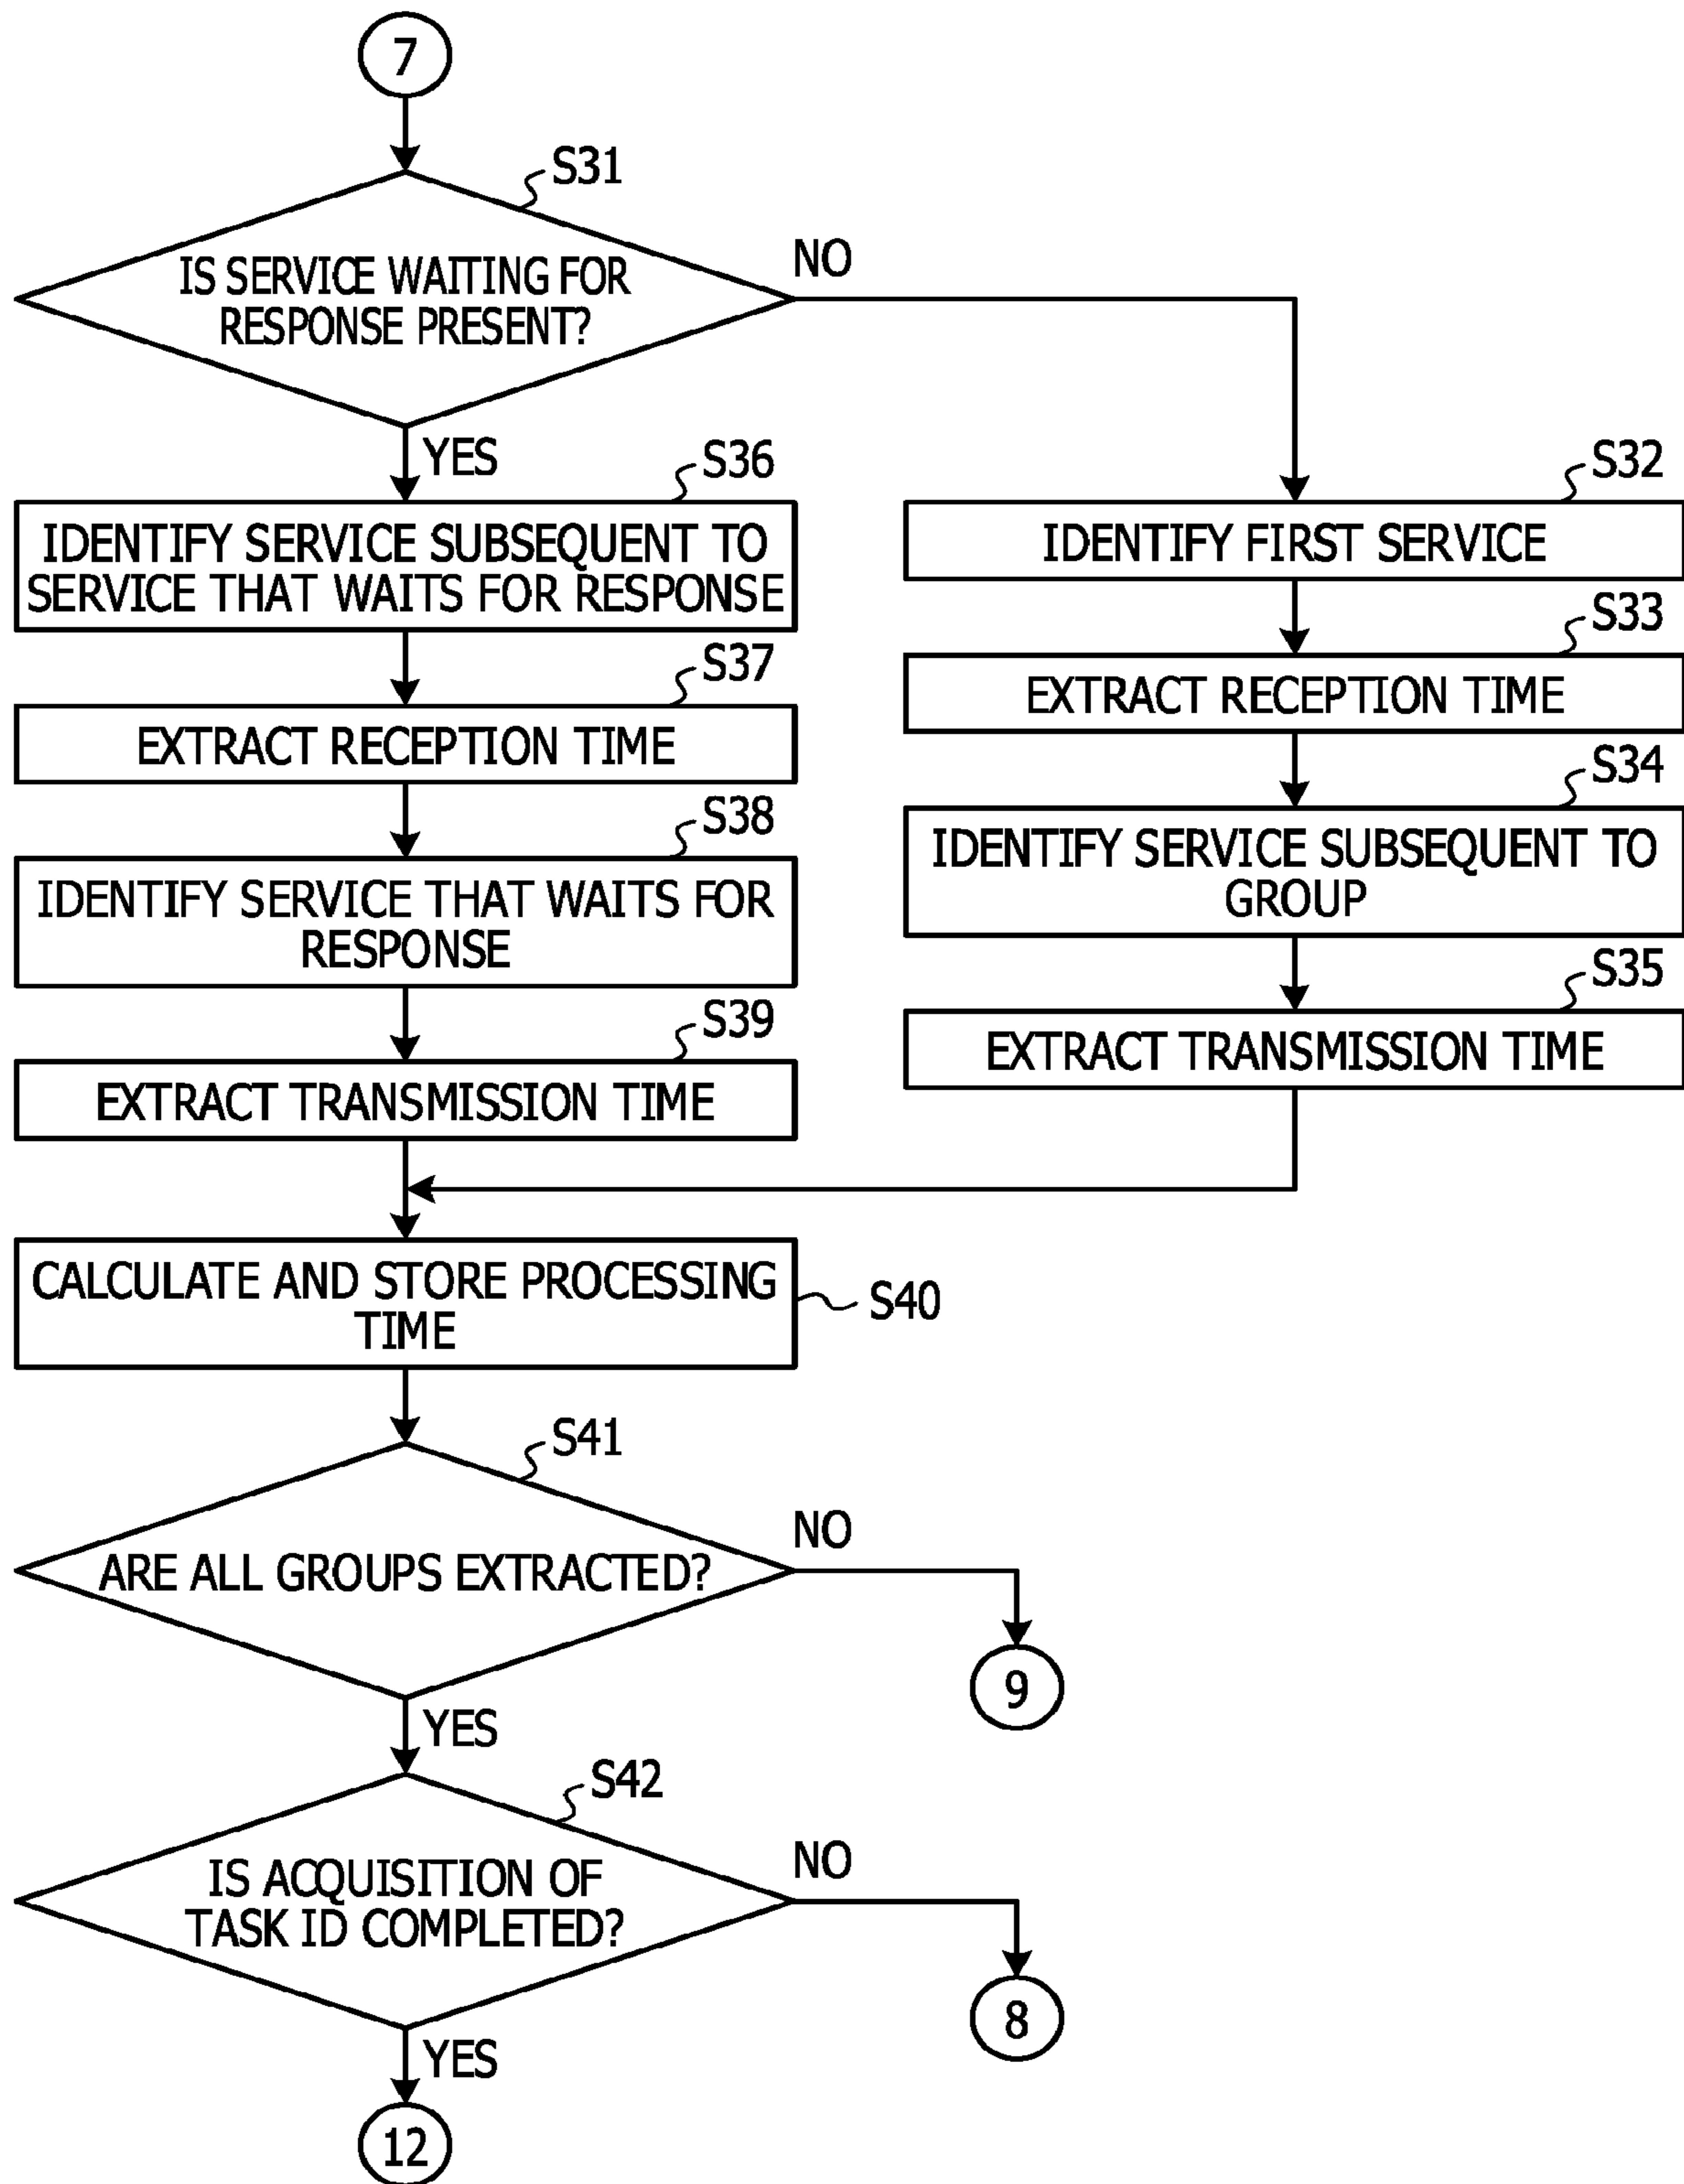 7
S31
IS SERVICE WAITING FOR
RESPONSE PRESENT?
NO
YES
S36
IDENTIFY SERVICE SUBSEQUENT TO
SERVICE THAT WAITS FOR RESPONSE
S37
EXTRACT RECEPTION TIME
S38
IDENTIFY SERVICE THAT WAITS FOR
RESPONSE
S39
EXTRACT TRANSMISSION TIME
S32
IDENTIFY FIRST SERVICE
S33
EXTRACT RECEPTION TIME
S34
IDENTIFY SERVICE SUBSEQUENT TO
GROUP
S35
EXTRACT TRANSMISSION TIME
CALCULATE AND STORE PROCESSING
TIME
S40
S41
ARE ALL GROUPS EXTRACTED?
NO
9
YES
S42
IS ACQUISITION OF
TASK ID COMPLETED?
NO
8
YES
12